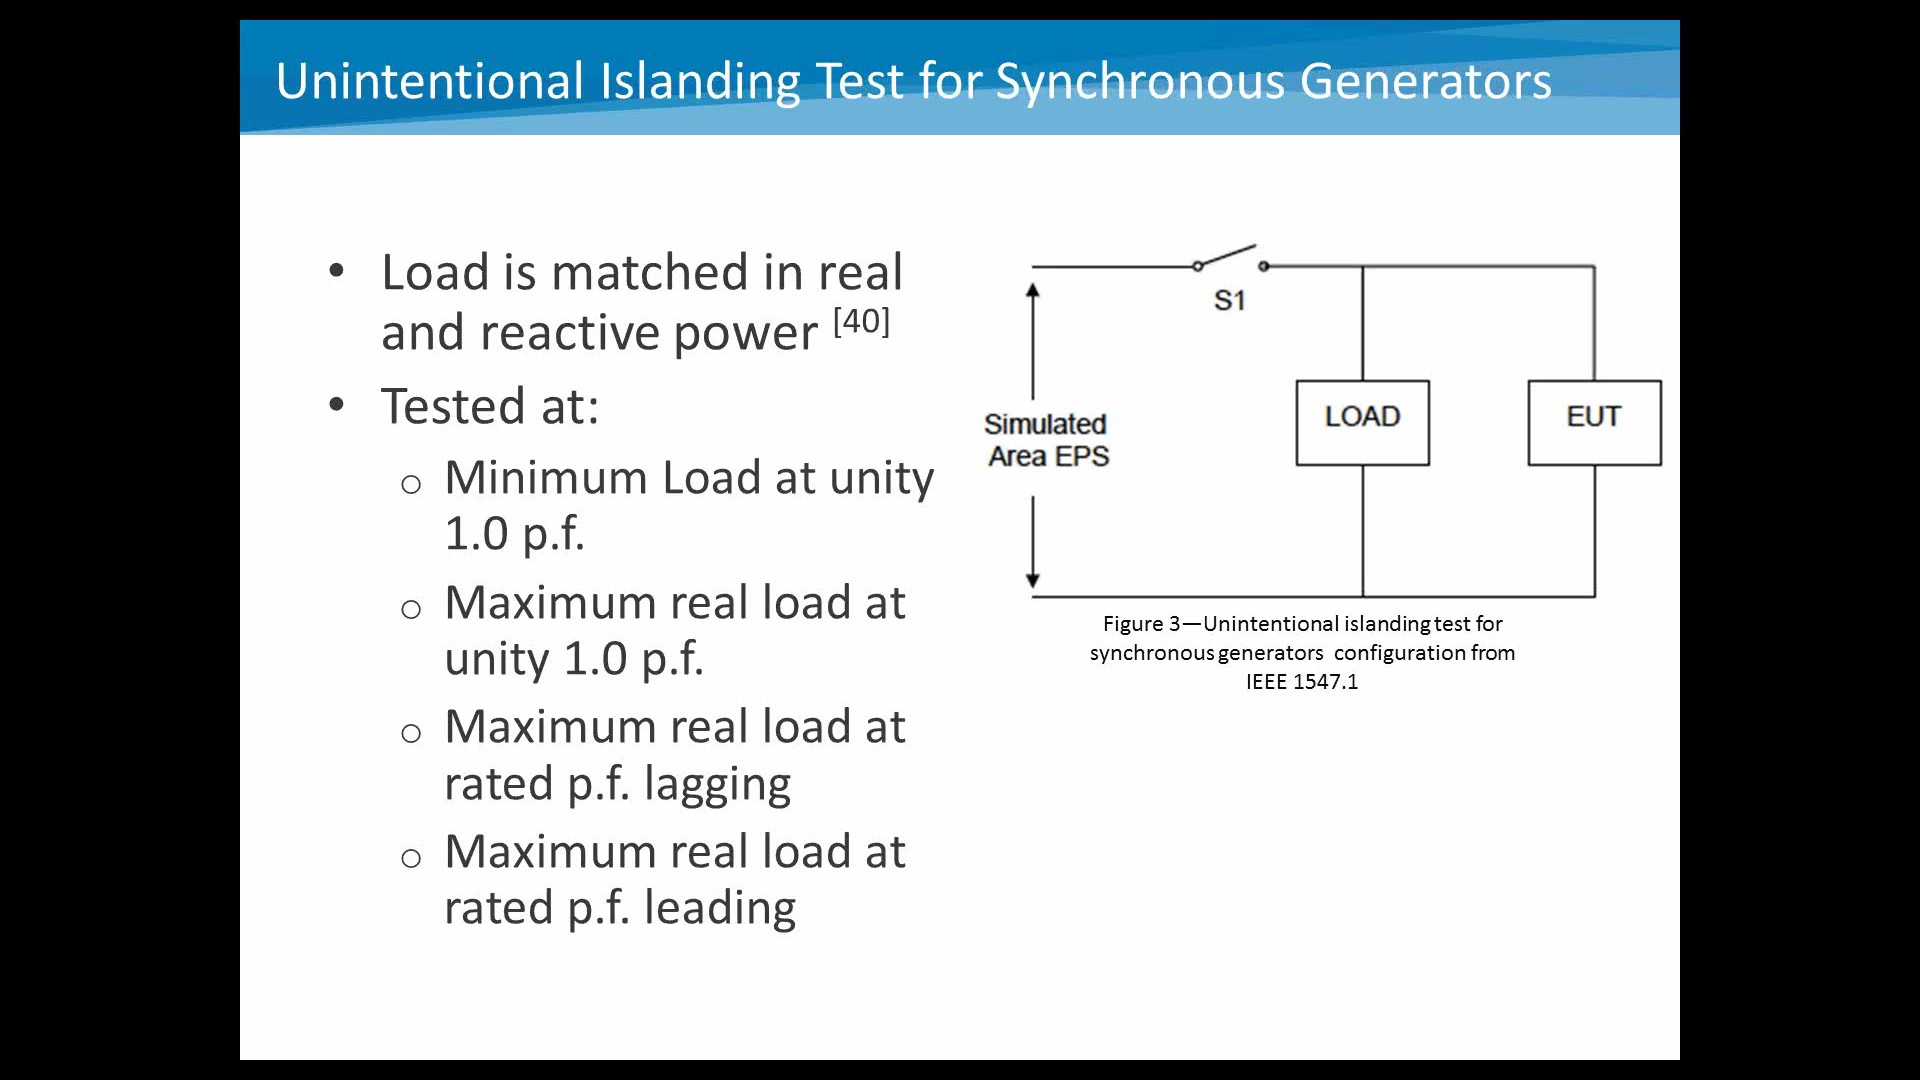 Unintentional Islanding Test for Synchronous Generators
• Load is matched in real
and reactive power [40]
• Tested at:
o Minimum Load at unity
1.0 p.f.
o Maximum real load at
unity 1.0 p.f.
o Maximum real load at
rated p.f. lagging
o Maximum real load at
rated p.f. leading
S1
Simulated
Area EPS
LOAD
EUT
Figure 3—Unintentional islanding test for
synchronous generators configuration from
IEEE 1547.1